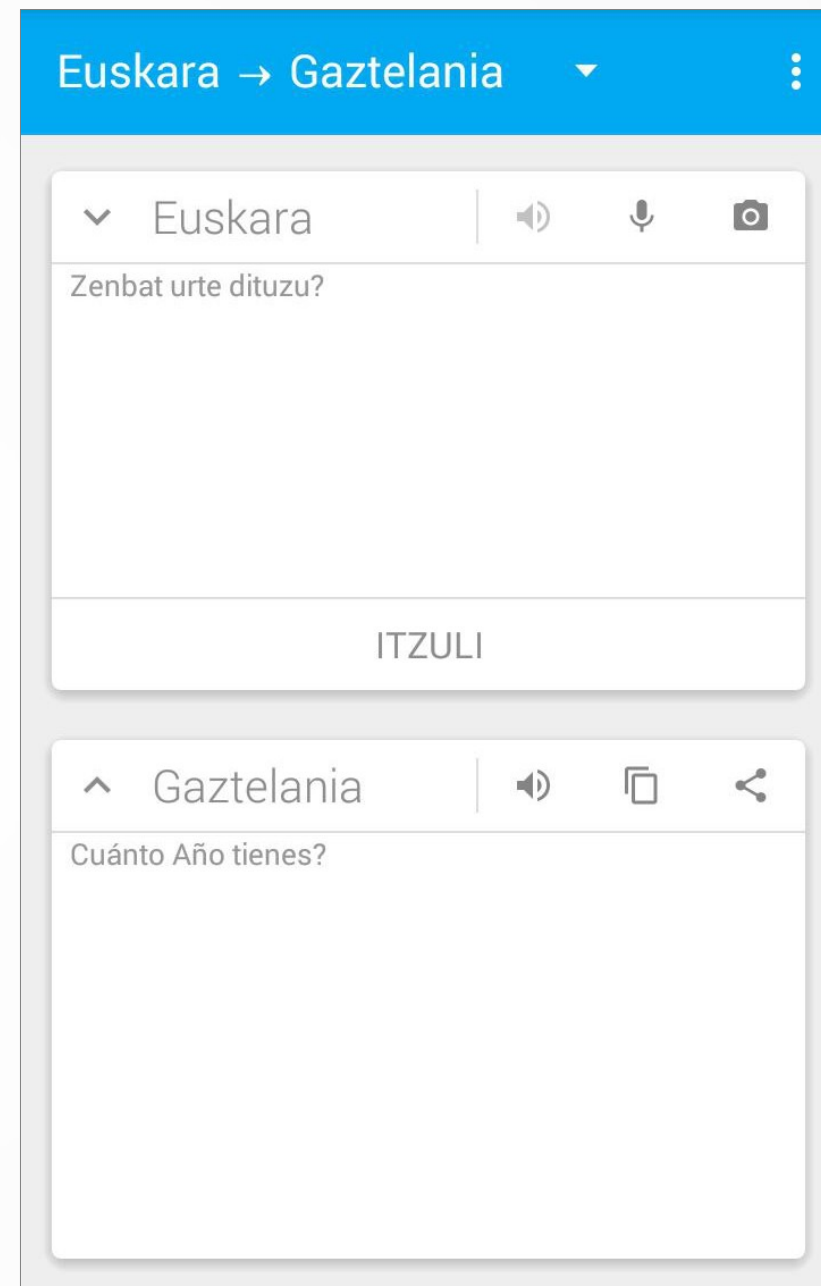 Euskara → Gaztelania
Euskara
Zenbat urte dituzu?
ITZULI
Gaztelania
Cuánto Año tienes?